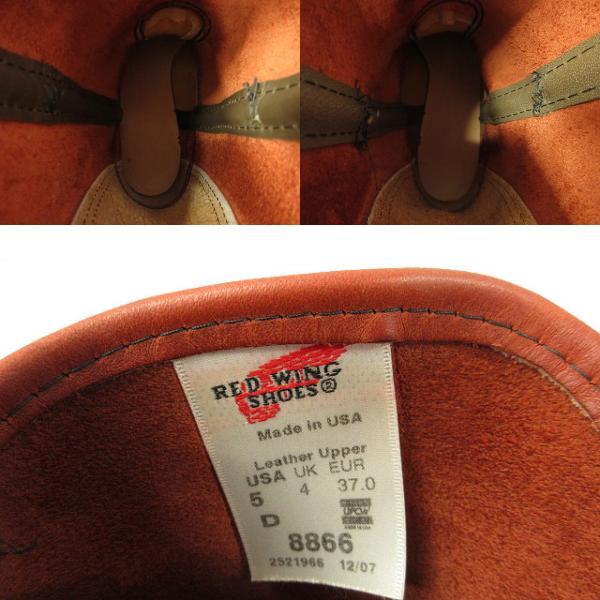 RED WING
SHOES®
Made in USA
Leather Upper
USA UK EUR
5 4 37.0
D
8866
2521966 12/07